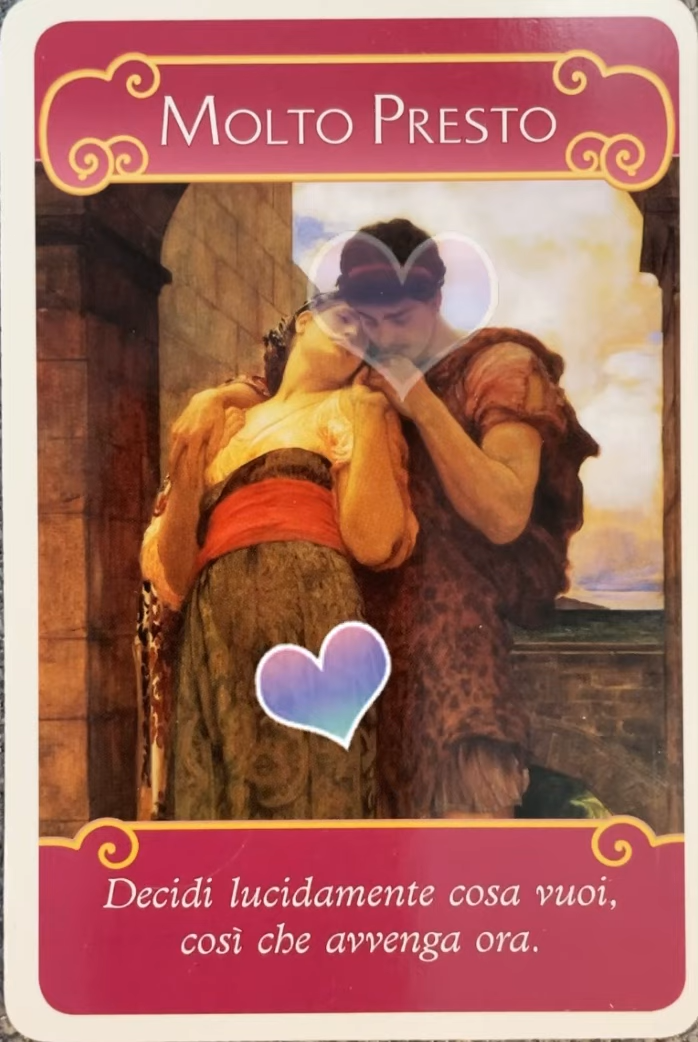 Molto Presto
Decidi lucidamente cosa vuoi,
così che avvenga ora.